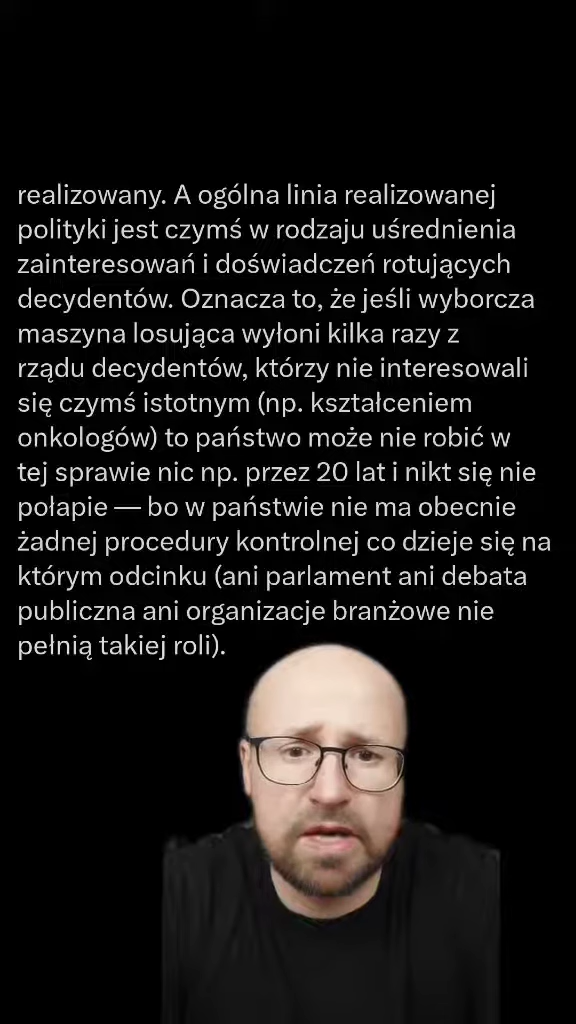 realizowany. A ogólna linia realizowanej
polityki jest czymś w rodzaju uśrednienia
zainteresowań i doświadczeń rotujących
decydentów. Oznacza to, że jeśli wyborcza
maszyna losująca wyłoni kilka razy z
rządu decydentów, którzy nie interesowali
się czymś istotnym (np. kształceniem
onkologów) to państwo może nie robić w
tej sprawie nic np. przez 20 lat i nikt się nie
połapie — bo w państwie nie ma obecnie
żadnej procedury kontrolnej co dzieje się na
którym odcinku (ani parlament ani debata
publiczna ani organizacje branżowe nie
pełnią takiej roli).